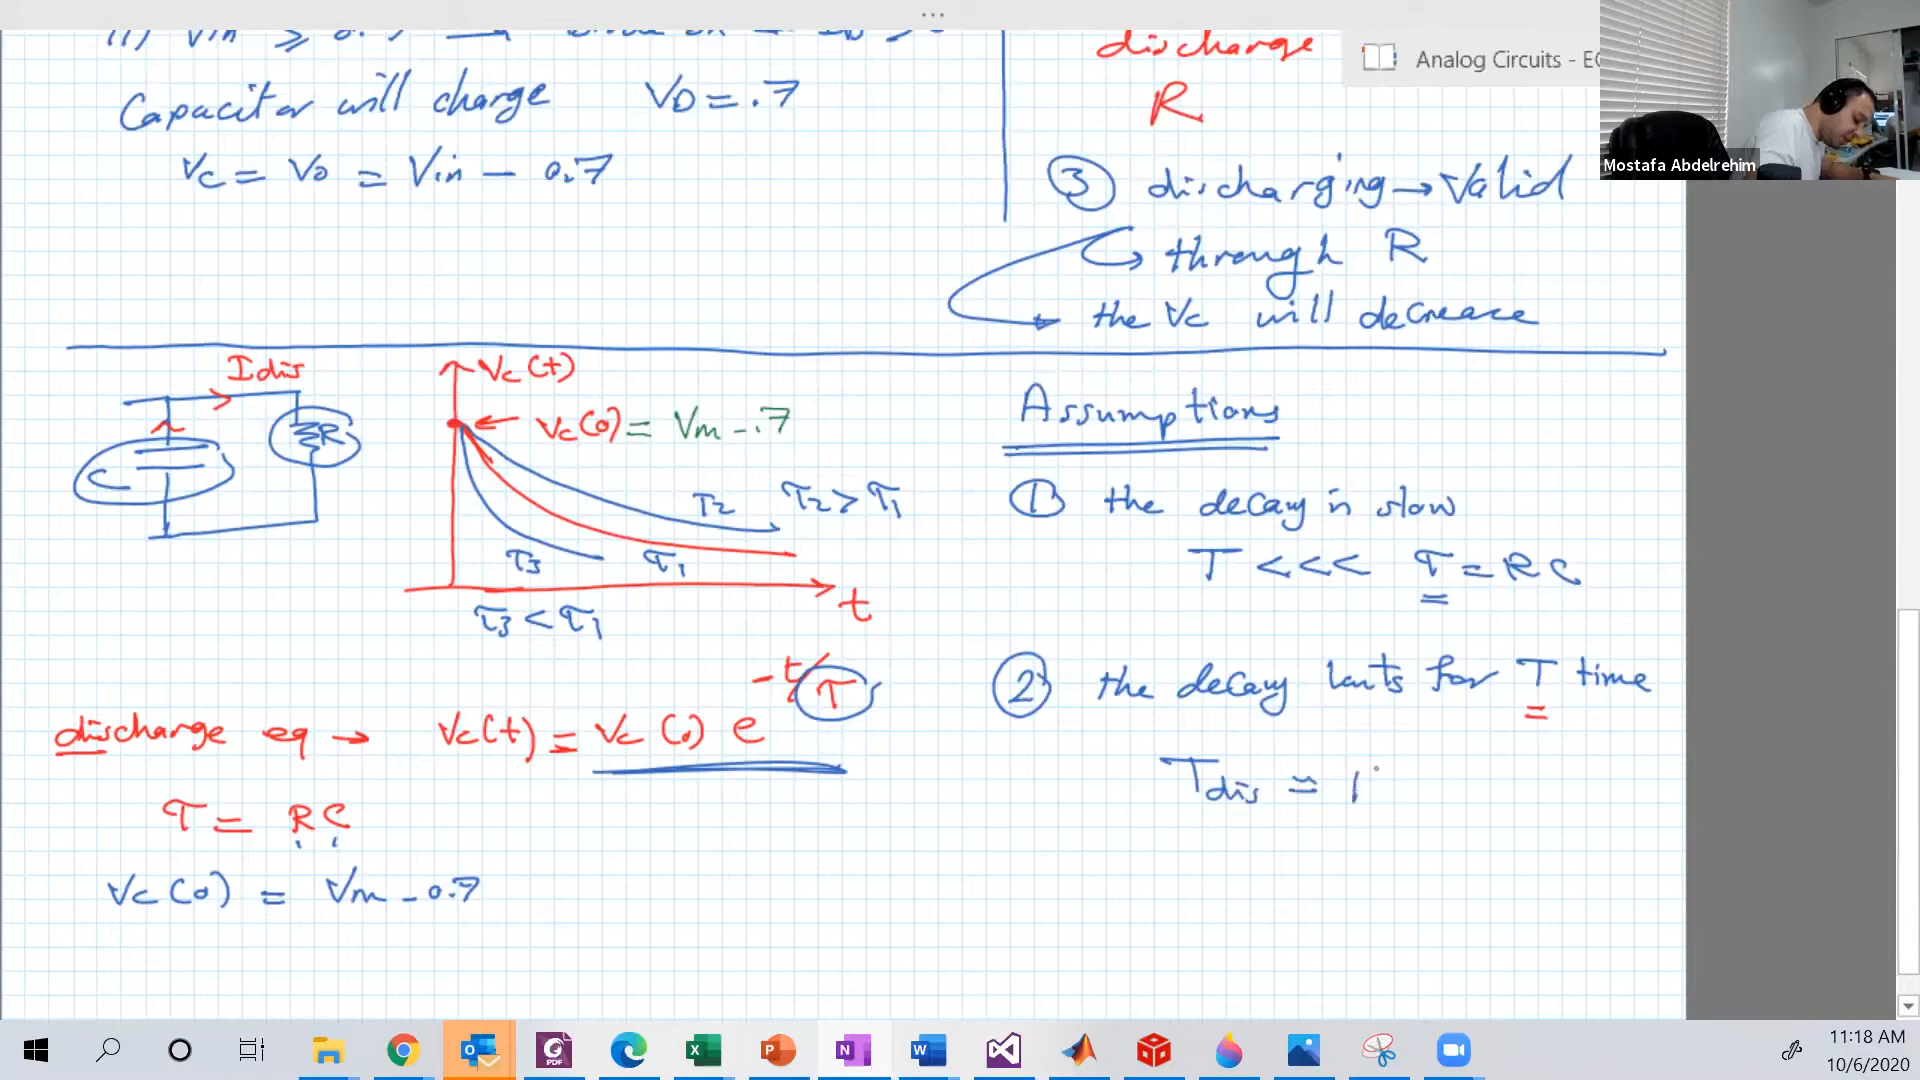 Capacitor will charge VD = .7
Vc = Vo = Vin - 0.7
discharge
R
③ discharging → Valid
↳ through R
the Vc will decrease
Analog Circuits - EC
Mostafa Abdelrehim
Idis
C
R
Vc(t)
Vc(0) = Vm - .7
τ2 τ2 > τ1
τ3 τ1
t
τ3 < τ1
discharge eq → Vc(t) = Vc(0) e^-t/τ
τ = RC
Vc(0) = Vm - 0.7
Assumptions
① the decay is slow
T <<< τ = RC
② the decay lasts for T time
Tdis ≈
11:18 AM
10/6/2020